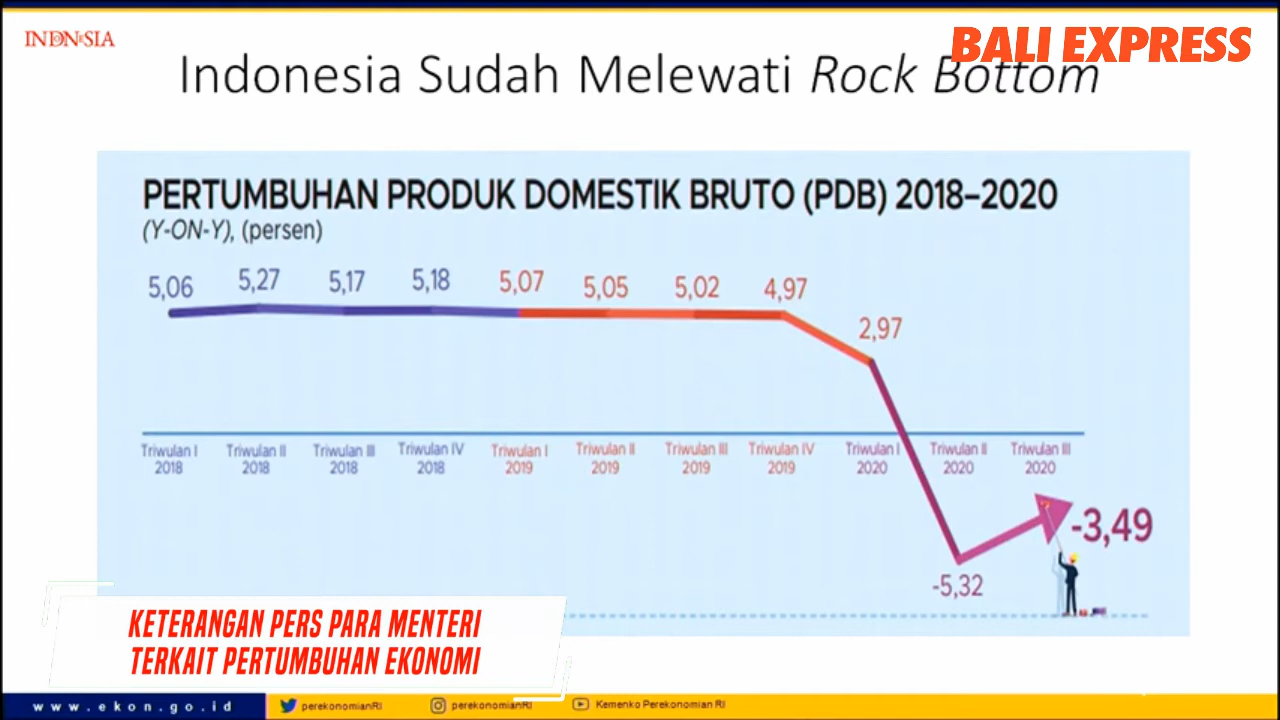 INDONESIA
BALI EXPRESS
Indonesia Sudah Melewati Rock Bottom
PERTUMBUHAN PRODUK DOMESTIK BRUTO (PDB) 2018–2020
(Y-ON-Y), (persen)
5,06 5,27 5,17 5,18 5,07 5,05 5,02 4,97
2,97
Triwulan I Triwulan II Triwulan III Triwulan IV Triwulan I Triwulan II Triwulan III Triwulan IV Triwulan I Triwulan II Triwulan III
2018 2018 2018 2018 2019 2019 2019 2019 2020 2020 2020
-3,49
-5,32
KETERANGAN PERS PARA MENTERI
TERKAIT PERTUMBUHAN EKONOMI
www.ekon.go.id perekonomianRI perekonomianRI Kemenko Perekonomian RI